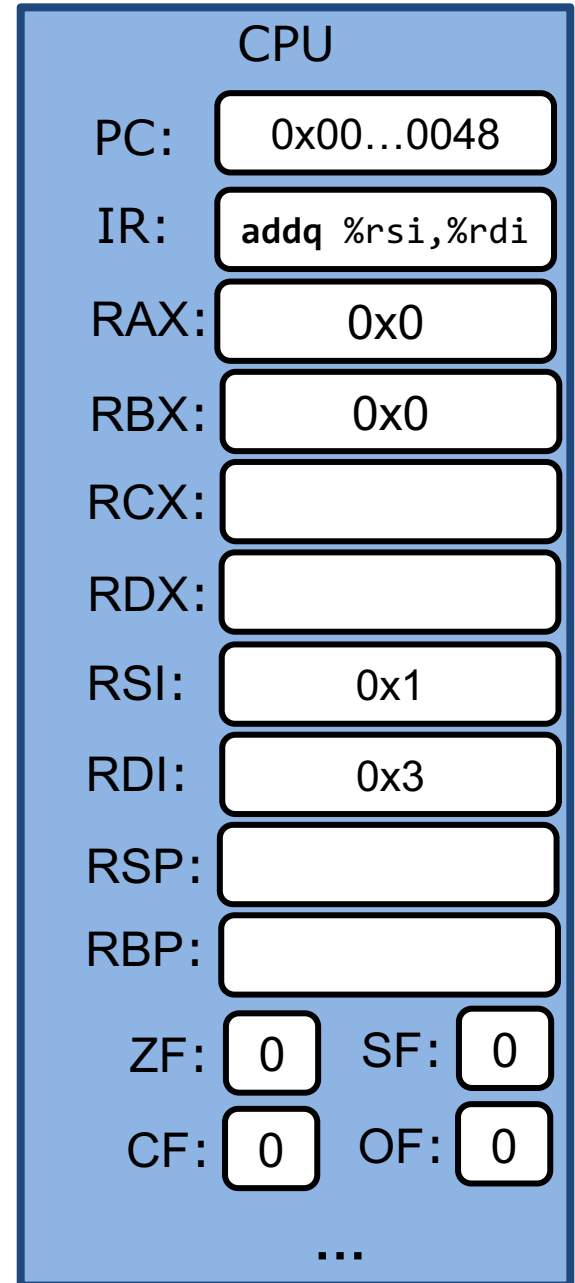 CPU
PC: 0x00...0048
IR: addq %rsi,%rdi
RAX: 0x0
RBX: 0x0
RCX:
RDX:
RSI: 0x1
RDI: 0x3
RSP:
RBP:
ZF: 0 SF: 0
CF: 0 OF: 0
...